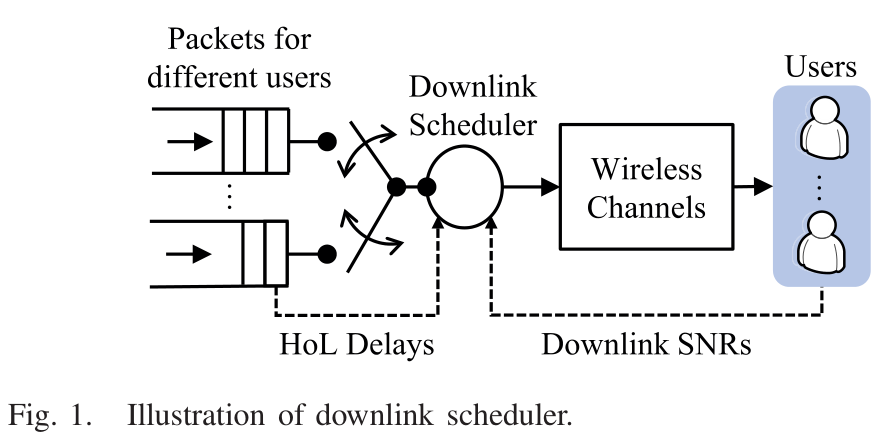 Packets for
different users
Downlink
Scheduler
Users
Wireless
Channels
HoL Delays
Downlink SNRs
Fig. 1. Illustration of downlink scheduler.